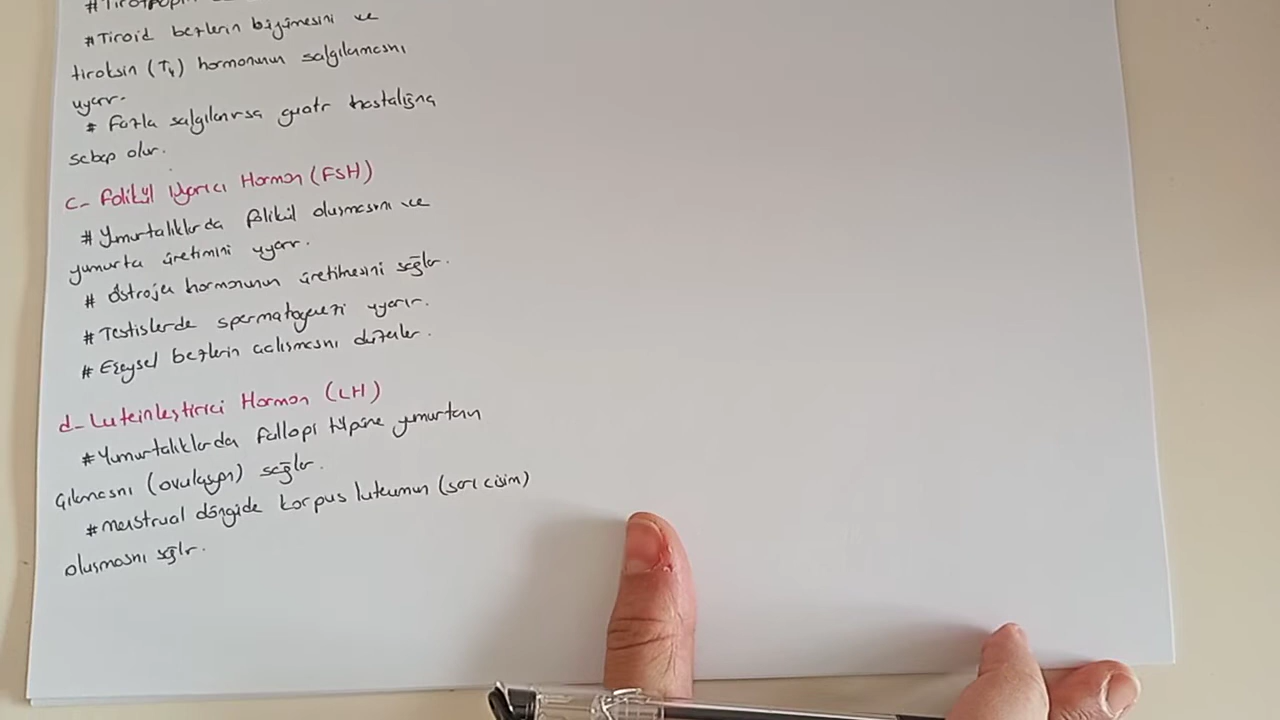 #Tirotropin
#Tiroid bezlerin büyümesini ve
tiroksin (T4) hormonunun salgılanmasını
uyarır.
# Fazla salgılanırsa guatr hastalığına
sebep olur.
c- Folikül Uyarıcı Hormon (FSH)
# Yumurtalıklarda folikül oluşmasını ve
yumurta üretimini uyarır.
# Östrojen hormonunun üretilmesini sağlar.
# Testislerde spermatogenezi uyarır.
# Eşeysel bezlerin çalışmasını düzenler.
d- Luteinleştirici Hormon (LH)
#Yumurtalıklarda fallopi tüpüne yumurtanın
çıkmasını (ovulasyon) sağlar.
#menstrual döngüde korpus luteumun (sarı cisim)
oluşmasını sağlar.